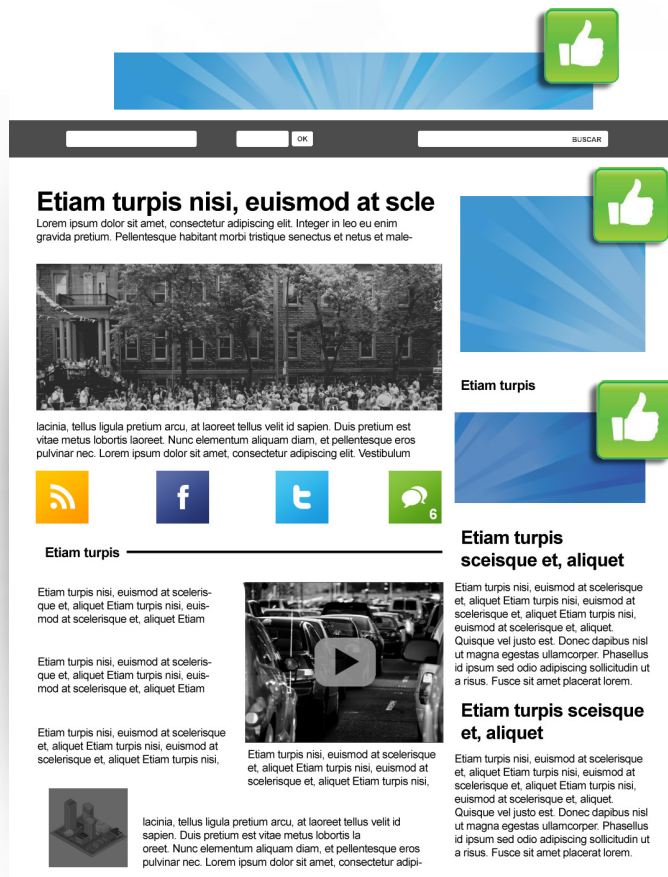 OK
BUSCAR
Etiam turpis nisi, euismod at scle
Lorem ipsum dolor sit amet, consectetur adipiscing elit. Integer in leo eu enim
gravida pretium. Pellentesque habitant morbi tristique senectus et netus et male-
lacinia, tellus ligula pretium arcu, at laoreet tellus velit id sapien. Duis pretium est
vitae metus lobortis laoreet. Nunc elementum aliquam diam, et pellentesque eros
pulvinar nec. Lorem ipsum dolor sit amet, consectetur adipiscing elit. Vestibulum
f
t
6
Etiam turpis
Etiam turpis nisi, euismod at sceleris-
que et, aliquet Etiam turpis nisi, euis-
mod at scelerisque et, aliquet Etiam
Etiam turpis nisi, euismod at sceleris-
que et, aliquet Etiam turpis nisi, euis-
mod at scelerisque et, aliquet Etiam
Etiam turpis nisi, euismod at scelerisque
et, aliquet Etiam turpis nisi, euismod at
scelerisque et, aliquet Etiam turpis nisi,
Etiam turpis nisi, euismod at scelerisque
et, aliquet Etiam turpis nisi, euismod at
scelerisque et, aliquet Etiam turpis nisi,
lacinia, tellus ligula pretium arcu, at laoreet tellus velit id
sapien. Duis pretium est vitae metus lobortis la
oreet. Nunc elementum aliquam diam, et pellentesque eros
pulvinar nec. Lorem ipsum dolor sit amet, consectetur adipi-
Etiam turpis
Etiam turpis
sceisque et, aliquet
Etiam turpis nisi, euismod at scelerisque
et, aliquet Etiam turpis nisi, euismod at
scelerisque et, aliquet Etiam turpis nisi,
euismod at scelerisque et, aliquet.
Quisque vel justo est. Donec dapibus nisl
ut magna egestas ullamcorper. Phasellus
id ipsum sed odio adipiscing sollicitudin ut
a risus. Fusce sit amet placerat lorem.
Etiam turpis sceisque
et, aliquet
Etiam turpis nisi, euismod at scelerisque
et, aliquet Etiam turpis nisi, euismod at
scelerisque et, aliquet Etiam turpis nisi,
euismod at scelerisque et, aliquet.
Quisque vel justo est. Donec dapibus nisl
ut magna egestas ullamcorper. Phasellus
id ipsum sed odio adipiscing sollicitudin ut
a risus. Fusce sit amet placerat lorem.